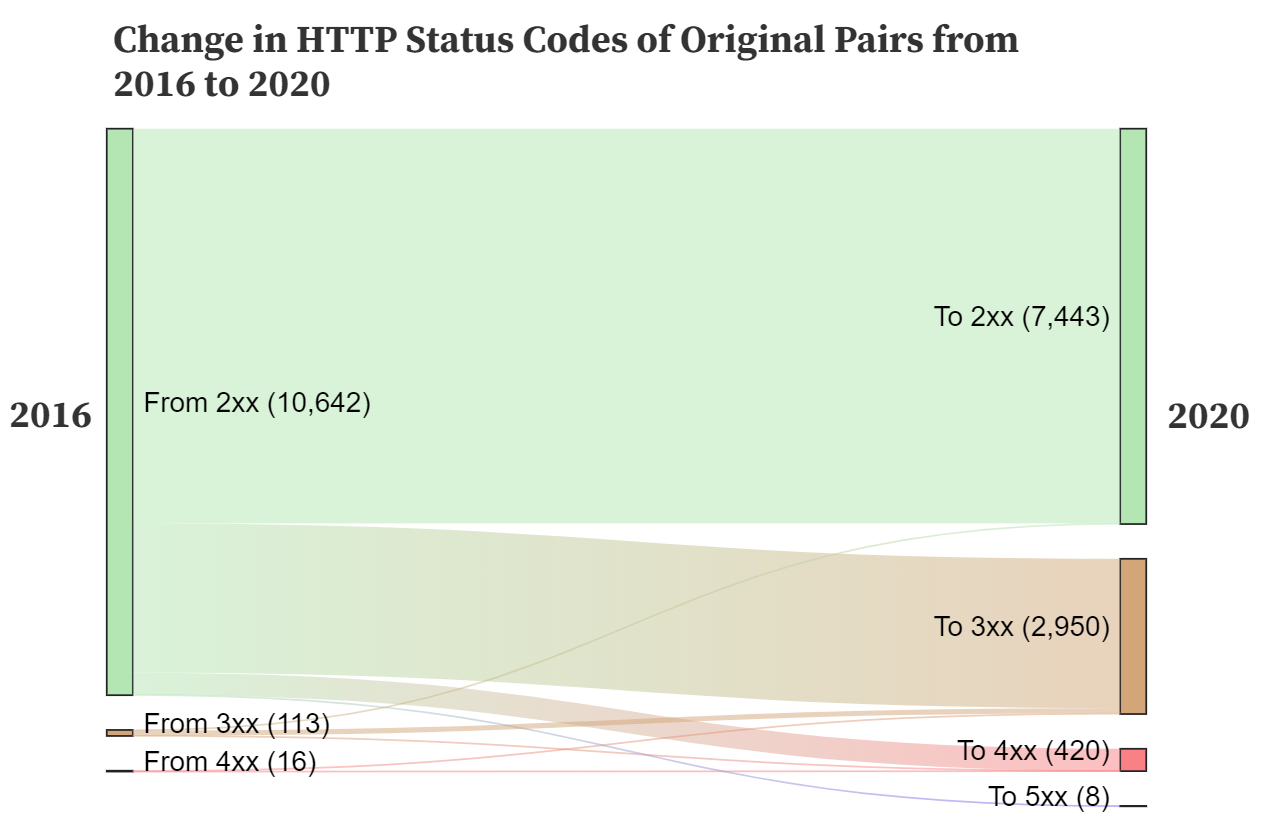 Change in HTTP Status Codes of Original Pairs from
2016 to 2020
To 2xx (7,443)
2016
From 2xx (10,642)
2020
To 3xx (2,950)
From 3xx (113)
To 4xx (420)
From 4xx (16)
To 5xx (8)